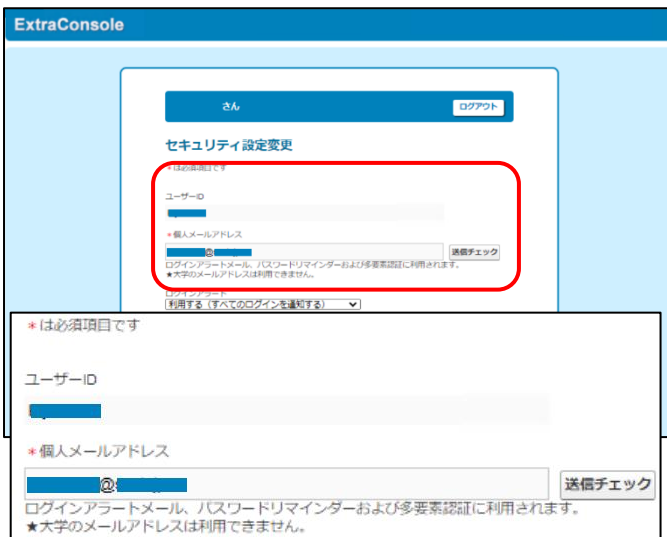 ExtraConsole
さん
ログアウト
セキュリティ設定変更
*は必須項目です
ユーザーID
*個人メールアドレス
@
送信チェック
ログインアラートメール、パスワードリマインダーおよび多要素認証に利用されます。
★大学のメールアドレスは利用できません。
ログインアラート
利用する（すべてのログインを通知する）
*は必須項目です
ユーザーID
*個人メールアドレス
@
送信チェック
ログインアラートメール、パスワードリマインダーおよび多要素認証に利用されます。
★大学のメールアドレスは利用できません。